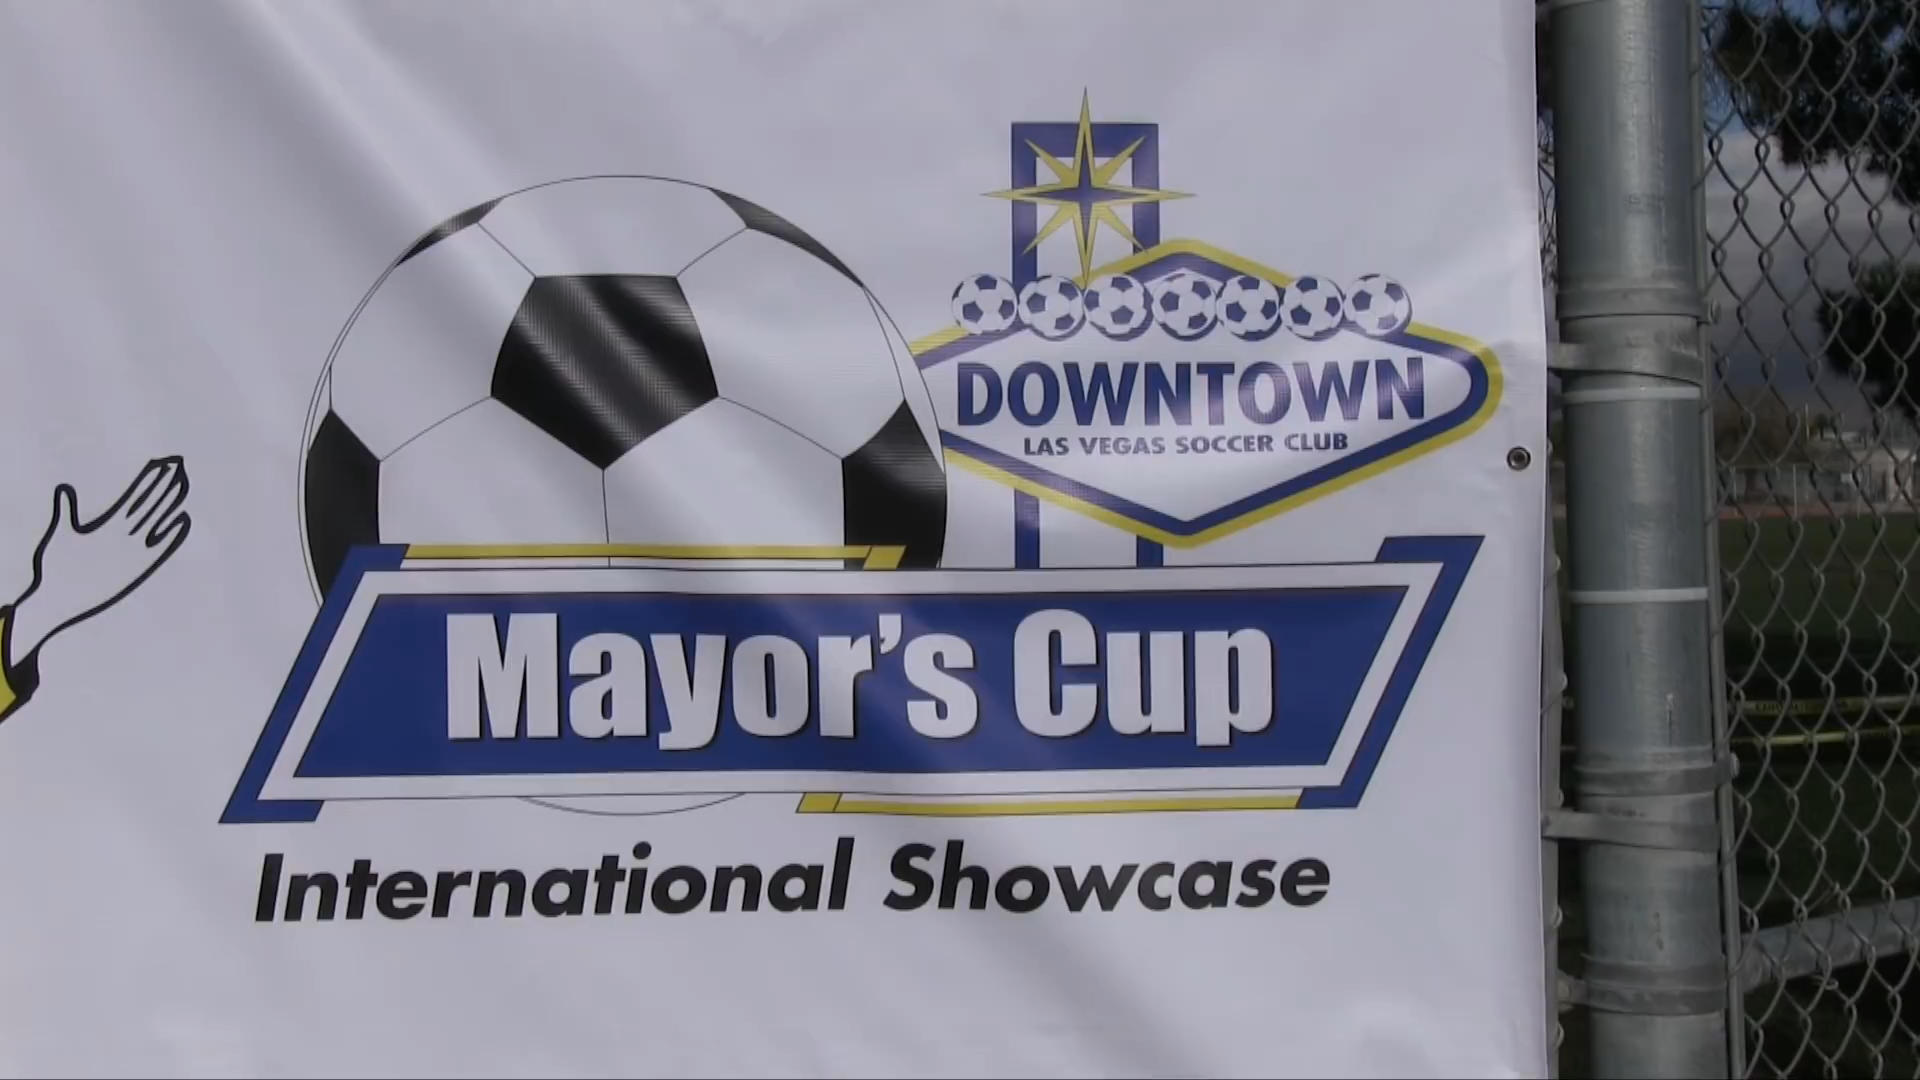 DOWNTOWN
LAS VEGAS SOCCER CLUB
Mayor's Cup
International Showcase